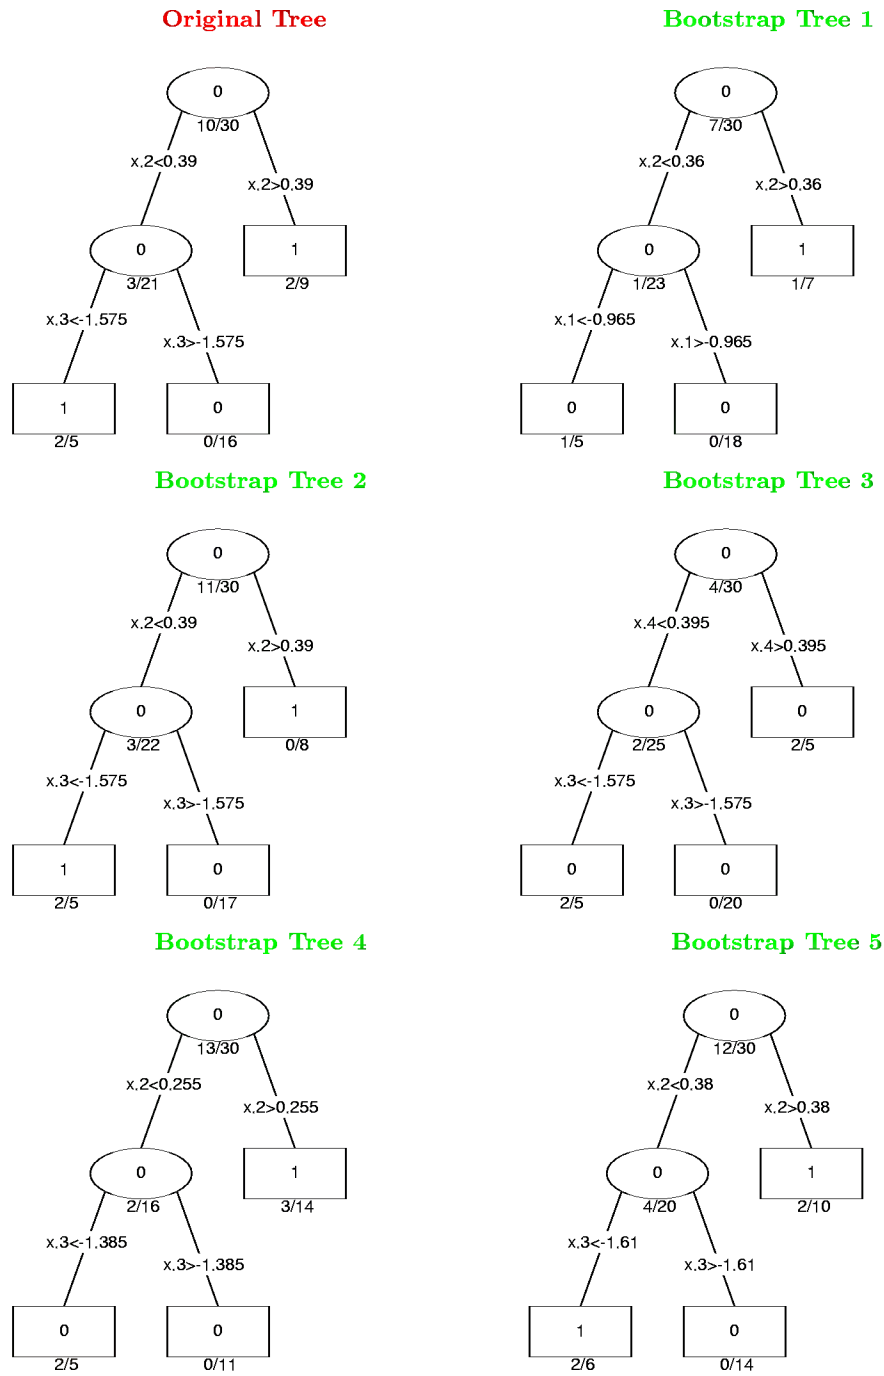 Original Tree
0
10/30
x.2<0.39
x.2>0.39
0
3/21
1
2/9
x.3<-1.575
x.3>-1.575
1
2/5
0
0/16
Bootstrap Tree 1
0
7/30
x.2<0.36
x.2>0.36
0
1/23
1
1/7
x.1<-0.965
x.1>-0.965
0
1/5
0
0/18
Bootstrap Tree 2
0
11/30
x.2<0.39
x.2>0.39
0
3/22
1
0/8
x.3<-1.575
x.3>-1.575
1
2/5
0
0/17
Bootstrap Tree 3
0
4/30
x.4<0.395
x.4>0.395
0
2/25
0
2/5
x.3<-1.575
x.3>-1.575
0
2/5
0
0/20
Bootstrap Tree 4
0
13/30
x.2<0.255
x.2>0.255
0
2/16
1
3/14
x.3<-1.385
x.3>-1.385
0
2/5
0
0/11
Bootstrap Tree 5
0
12/30
x.2<0.38
x.2>0.38
0
4/20
1
2/10
x.3<-1.61
x.3>-1.61
1
2/6
0
0/14